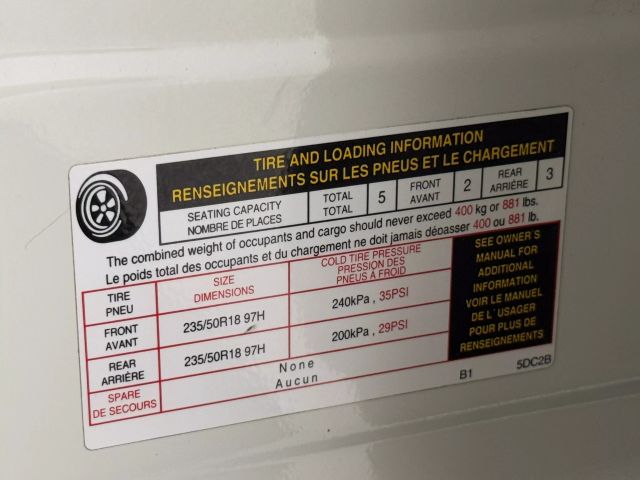 TIRE AND LOADING INFORMATION
RENSEIGNEMENTS SUR LES PNEUS ET LE CHARGEMENT
SEATING CAPACITY
NOMBRE DE PLACES
TOTAL
TOTAL
5
FRONT
AVANT
2
REAR
ARRIÈRE
3
The combined weight of occupants and cargo should never exceed 400 kg or 881 lbs.
Le poids total des occupants et du chargement ne doit jamais dépasser 400 ou 881 lb.
TIRE
PNEU
SIZE
DIMENSIONS
COLD TIRE PRESSURE
PRESSION DES
PNEUS A FROID
FRONT
AVANT
235/50R18 97H
240kPa , 35PSI
REAR
ARRIÈRE
235/50R18 97H
200kPa , 29PSI
SPARE
DE SECOURS
None
Aucun
SEE OWNER'S
MANUAL FOR
ADDITIONAL
INFORMATION
VOIR LE MANUEL
DE L' USAGER
POUR PLUS DE
RENSEIGNEMENTS
B1
5DC2B